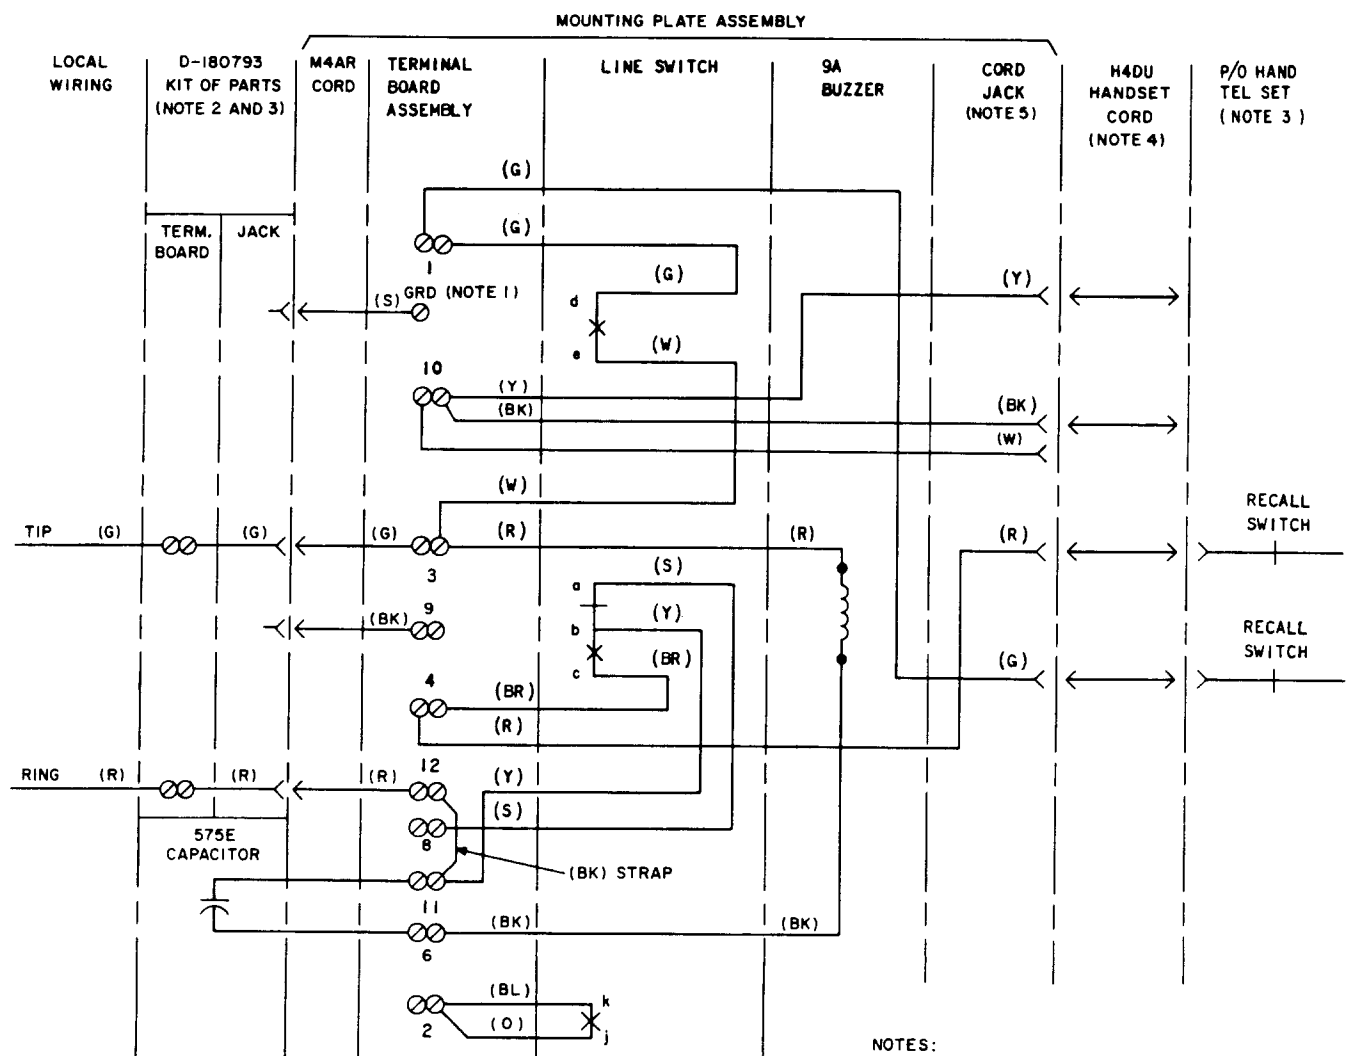 MOUNTING PLATE ASSEMBLY
LOCAL
WIRING
D-180793
KIT OF PARTS
(NOTE 2 AND 3)
M4AR
CORD
TERMINAL
BOARD
ASSEMBLY
LINE SWITCH
9A
BUZZER
CORD
JACK
(NOTE 5)
H4DU
HANDSET
CORD
(NOTE 4)
P/O HAND
TEL SET
(NOTE 3)
(G)
TERM.
BOARD
JACK
(G)
1
(G)
(Y)
(S)
GRD (NOTE 1)
d
(W)
e
10
(Y)
(BK)
(BK)
(W)
(W)
RECALL
SWITCH
TIP
(G)
(G)
(G)
(R)
(R)
(R)
3
(S)
a
9
(Y)
(BK)
b
RECALL
SWITCH
(BR)
(G)
c
4
(BR)
(R)
12
RING
(R)
(R)
(R)
(Y)
(S)
8
575E
CAPACITOR
(BK) STRAP
11
(BK)
(BK)
6
(BL)
k
2
(O)
j
NOTES: